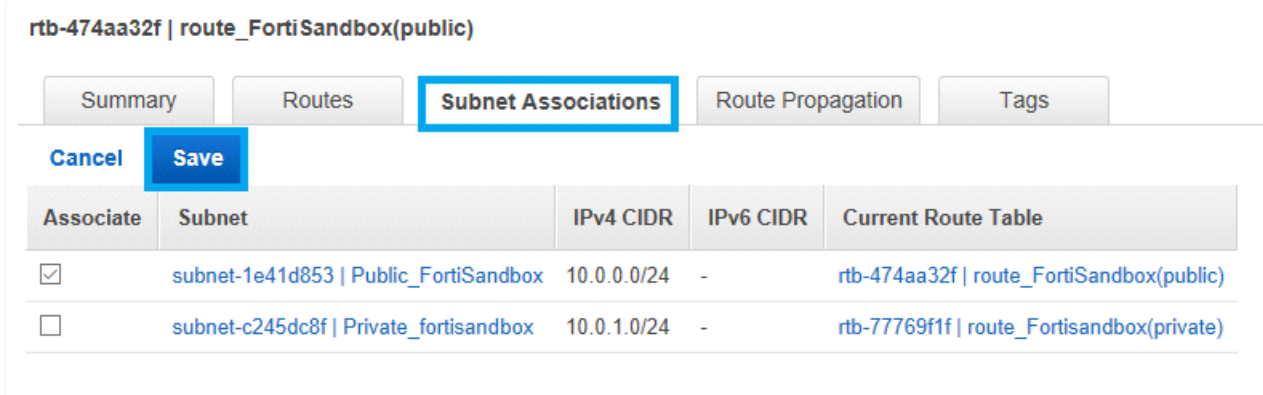 rtb-474aa32f | route_FortiSandbox(public)
Summary Routes Subnet Associations Route Propagation Tags
Cancel Save
Associate Subnet IPv4 CIDR IPv6 CIDR Current Route Table
subnet-1e41d853 | Public_FortiSandbox 10.0.0.0/24 - rtb-474aa32f | route_FortiSandbox(public)
subnet-c245dc8f | Private_fortisandbox 10.0.1.0/24 - rtb-77769f1f | route_Fortisandbox(private)